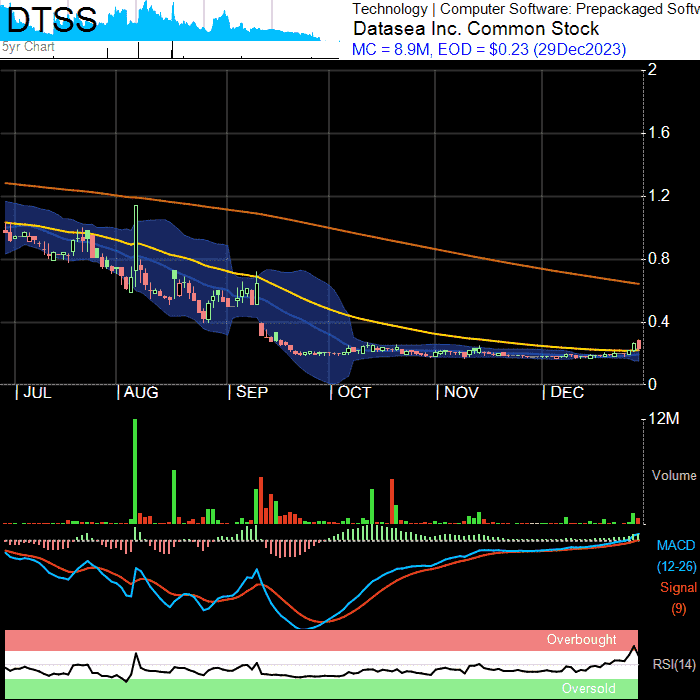 DTSS
5yr Chart
Technology | Computer Software: Prepackaged Softw
Datasea Inc. Common Stock
MC = 8.9M, EOD = $0.23 (29Dec2023)
2
1.6
1.2
0.8
0.4
0
JUL AUG SEP OCT NOV DEC
12M
Volume
MACD
(12-26)
Signal
(9)
Overbought
RSI(14)
Oversold